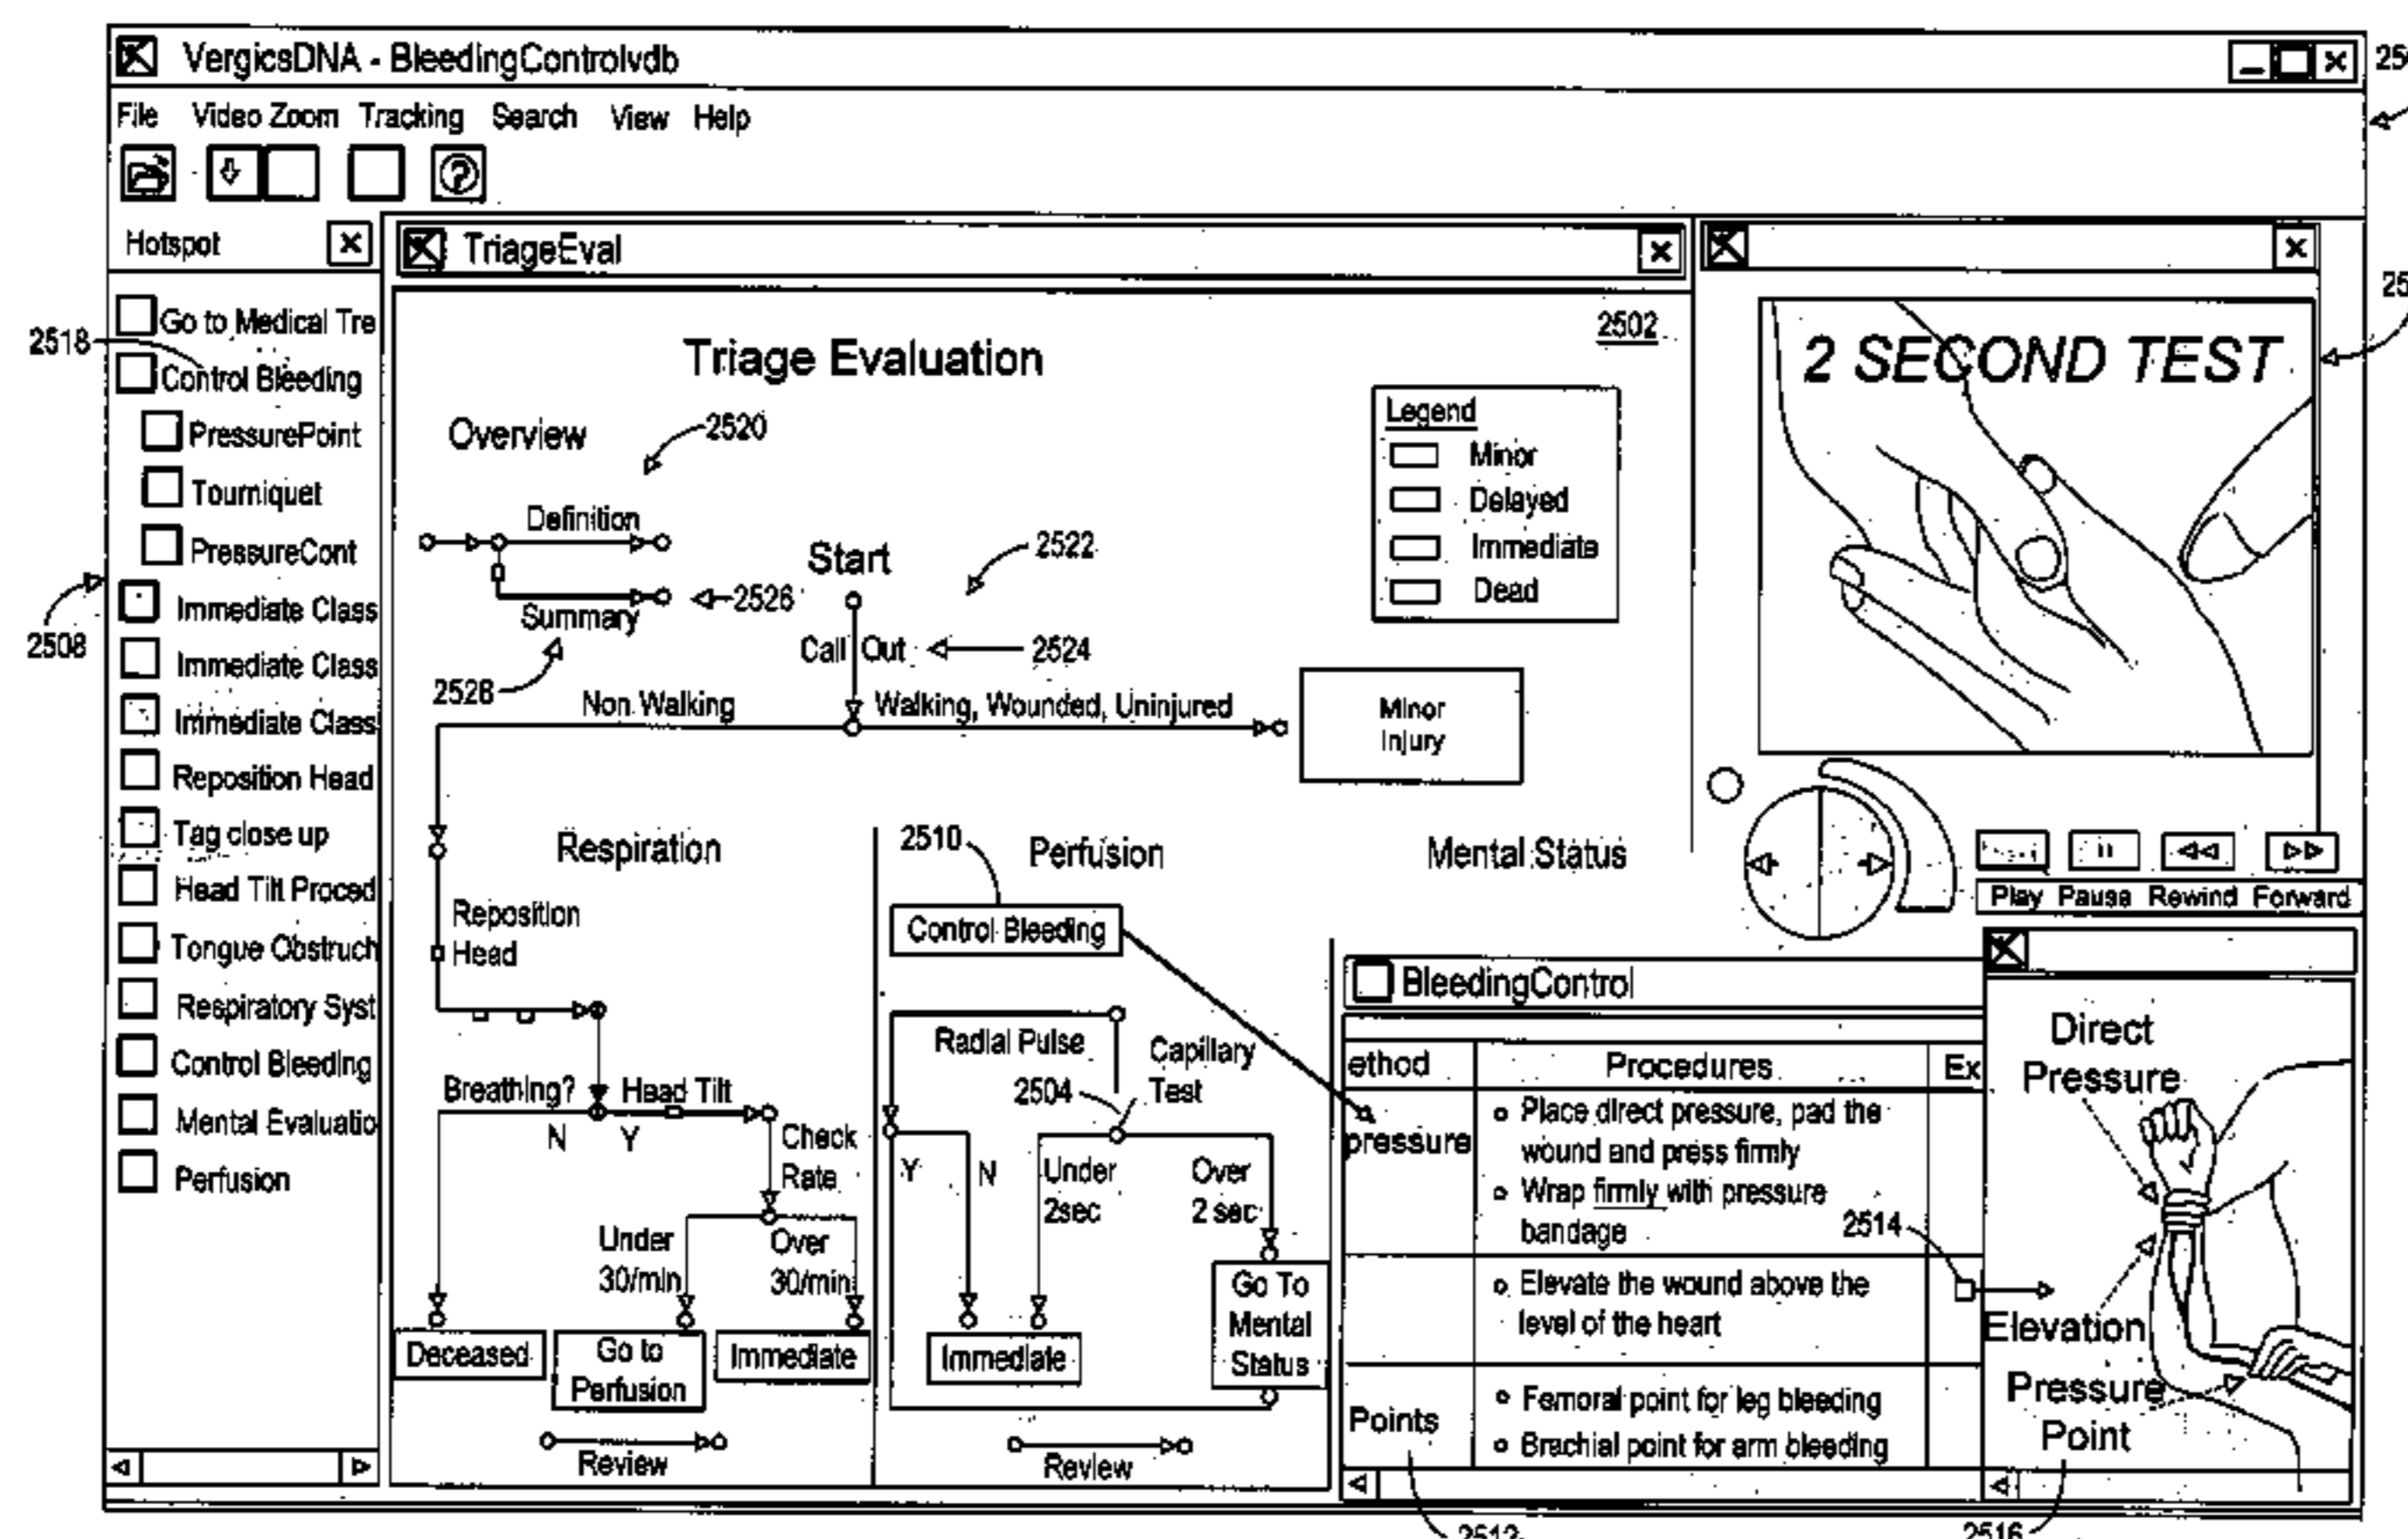 VergicsDNA - BleedingControlvdb
File Video Zoom Tracking Search View Help
Hotspot
Go to Medical Tre
2518
Control Bleeding
PressurePoint
Tourniquet
PressureCont
2508
Immediate Class
Immediate Class
Immediate Class
Reposition Head
Tag close up
Head Tilt Proced
Tongue Obstruch
Respiratory Syst
Control Bleeding
Mental Evaluatio
Perfusion
TriageEval
2502
Triage Evaluation
Overview
2520
Definition
Summary
2526
2528
Start
2522
Call Out
2524
Legend
Minor
Delayed
Immediate
Dead
Non Walking
Walking, Wounded, Uninjured
Minor
Injury
Respiration
Reposition
Head
Breathing?
Head Tilt
N
Y
Check
Rate
Under
30/min
Over
30/min
Deceased
Go to
Perfusion
Immediate
Review
2510
Perfusion
Control Bleeding
Radial Pulse
Capillary
Test
2504
Y
N
Under
2sec
Over
2 sec
Immediate
Go To
Mental
Status
Review
Mental Status
2 SECOND TEST
Play Pause Rewind Forward
BleedingControl
ethod
Procedures
Ex
pressure
Place direct pressure, pad the
wound and press firmly
Wrap firmly with pressure
bandage
2514
Elevate the wound above the
level of the heart
Points
Femoral point for leg bleeding
Brachial point for arm bleeding
2512
Direct
Pressure
Elevation
Pressure
Point
2516